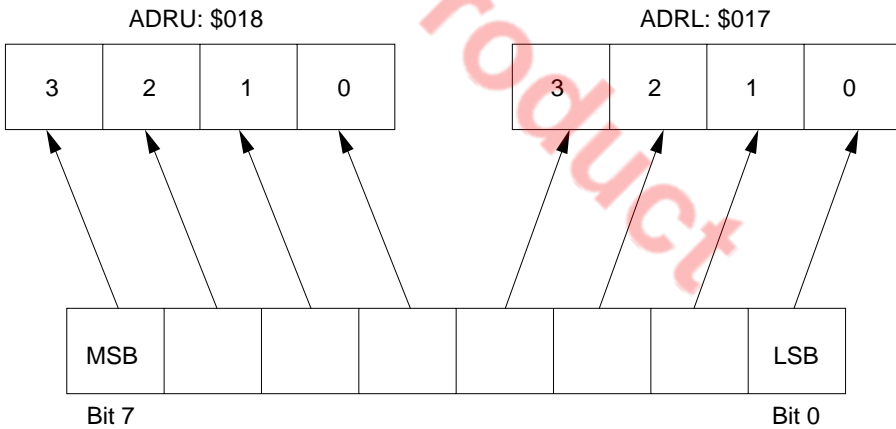 ADRU: $018 ADRL: $017
3 2 1 0 3 2 1 0
MSB LSB
Bit 7 Bit 0
roduct